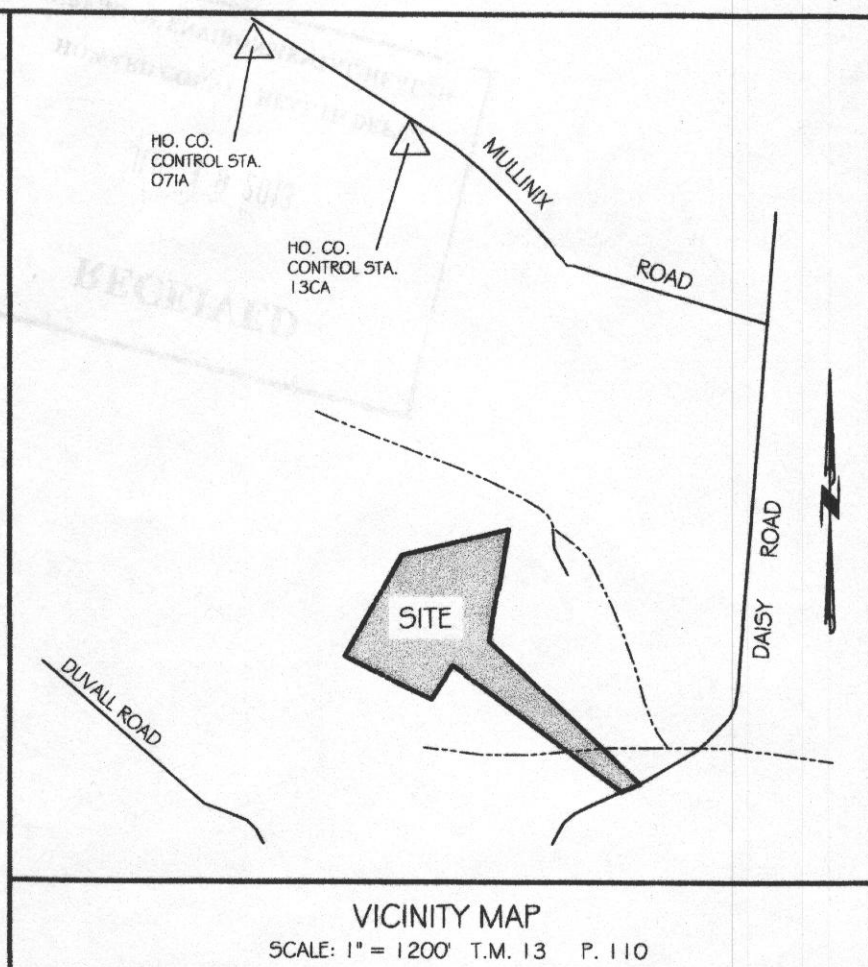 HO. CO.
CONTROL STA.
071A
HO. CO.
CONTROL STA.
13CA
MULLINIX
ROAD
RECEIVED
N
DAISY ROAD
SITE
DUVALL ROAD
VICINITY MAP
SCALE: 1" = 1200' T.M. 13 P. 110